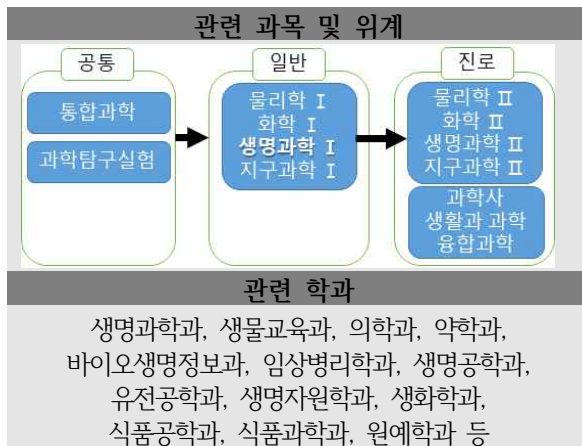 관련 과목 및 위계
공통
일반
진로
통합과학
과학탐구실험
물리학 Ⅰ
화학 Ⅰ
생명과학 Ⅰ
지구과학 Ⅰ
물리학 Ⅱ
화학 Ⅱ
생명과학 Ⅱ
지구과학 Ⅱ
과학사
생활과 과학
융합과학
관련 학과
생명과학과, 생물교육과, 의학과, 약학과,
바이오생명정보과, 임상병리학과, 생명공학과,
유전공학과, 생명자원학과, 생화학과,
식품공학과, 식품과학과, 원예학과 등